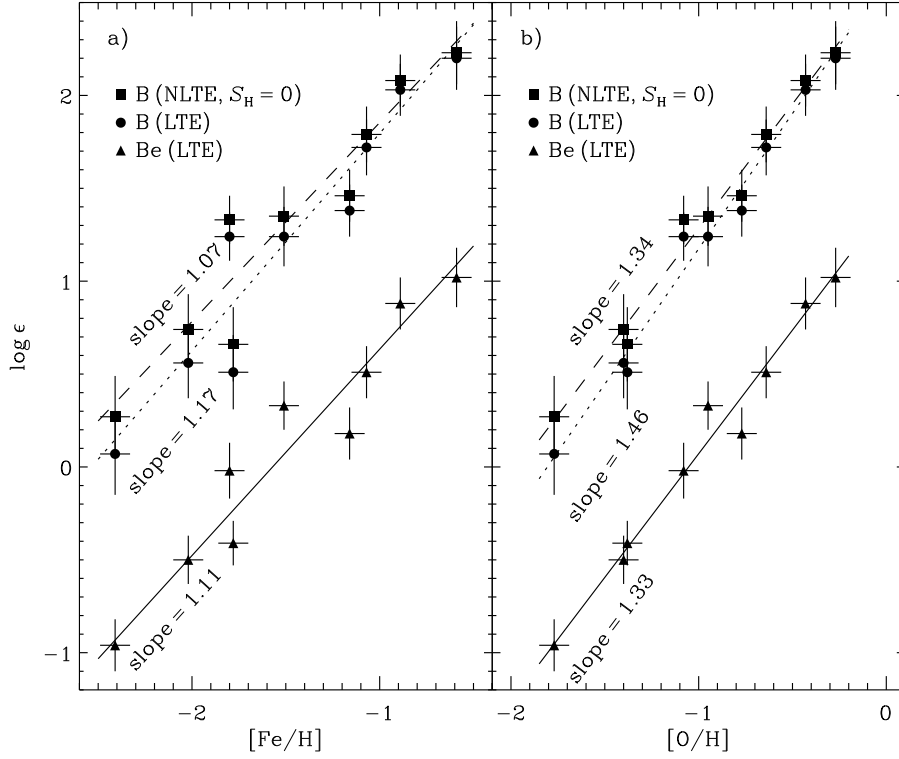 a)
B (NLTE, S_H = 0)
B (LTE)
Be (LTE)
slope = 1.07
slope = 1.17
slope = 1.11
b)
B (NLTE, S_H = 0)
B (LTE)
Be (LTE)
slope = 1.34
slope = 1.46
slope = 1.33
log ϵ
2
1
0
−1
−2
−1
[Fe/H]
−2
−1
0
[O/H]